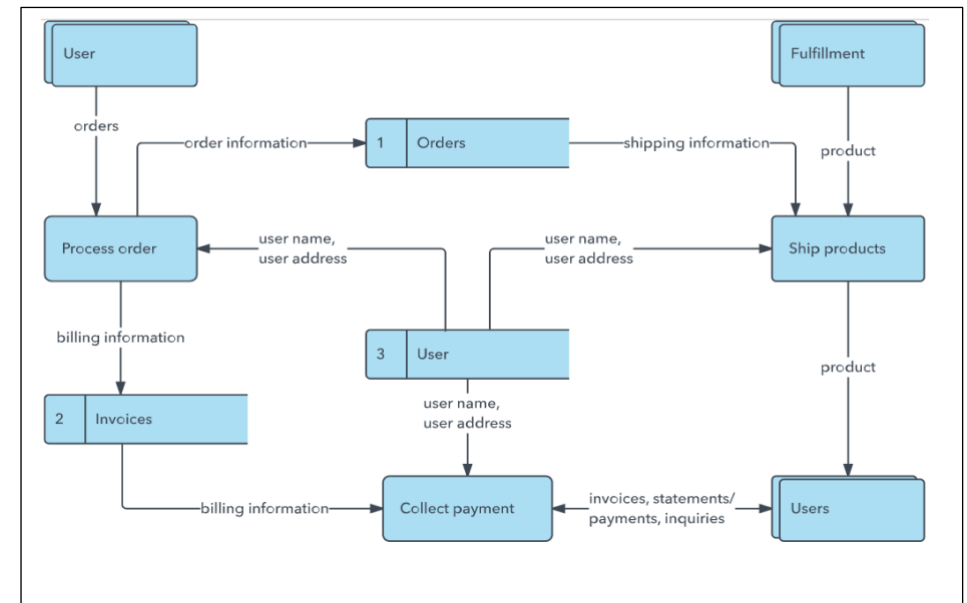 User
Fulfillment
orders
order information
1 Orders
shipping information
product
Process order
user name,
user address
user name,
user address
Ship products
billing information
3 User
product
2 Invoices
user name,
user address
billing information
Collect payment
invoices, statements/
payments, inquiries
Users